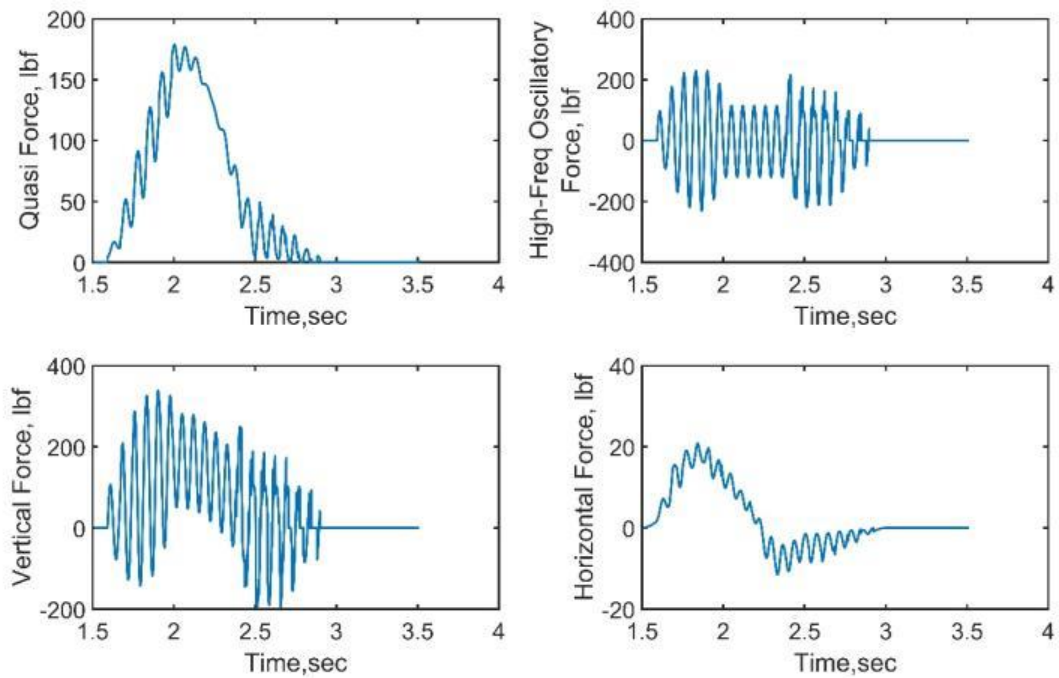 200
150
100
50
0
Quasi Force, lbf
1.5 2 2.5 3 3.5 4
Time,sec
400
200
0
-200
-400
High-Freq Oscillatory
Force, lbf
1.5 2 2.5 3 3.5 4
Time,sec
400
200
0
-200
Vertical Force, lbf
1.5 2 2.5 3 3.5 4
Time,sec
40
20
0
-20
Horizontal Force, lbf
1.5 2 2.5 3 3.5 4
Time,sec